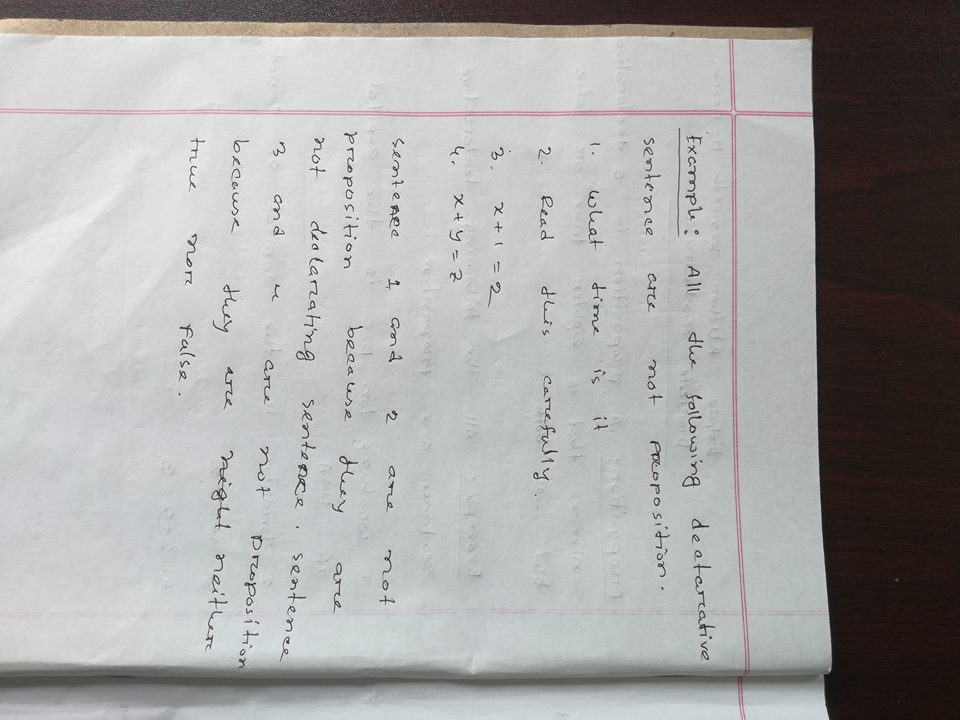 Example: All the following declarative
sentence are not proposition.
1. What time is it
2. Read this carefully.
3. x+1=2
4. x+y=z
sentence 1 and 2 are not
proposition because they are
not declarating sentence. sentence
3 and 4 are not proposition
because they are night neither
true nor False.